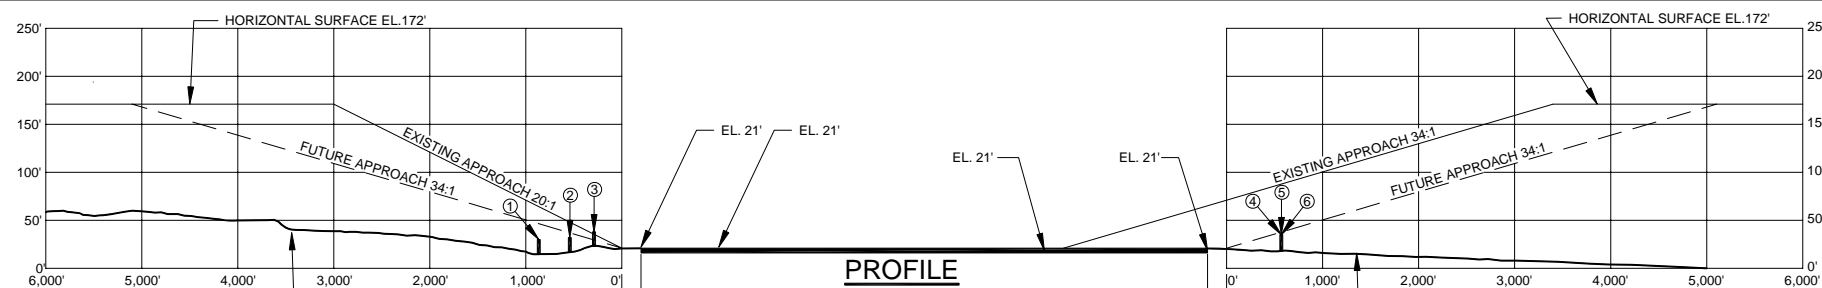 HORIZONTAL SURFACE EL.172'
HORIZONTAL SURFACE EL.172'
250'
200'
150'
100'
50'
0'
EXISTING APPROACH 20:1
FUTURE APPROACH 34:1
1
2
3
EL. 21'
EL. 21'
EL. 21'
EL. 21'
EXISTING APPROACH 34:1
FUTURE APPROACH 34:1
4
5
6
25
20
15
10
50
0'
6,000'
5,000'
4,000'
3,000'
2,000'
1,000'
0'
PROFILE
0'
1,000'
2,000'
3,000'
4,000'
5,000'
6,000'